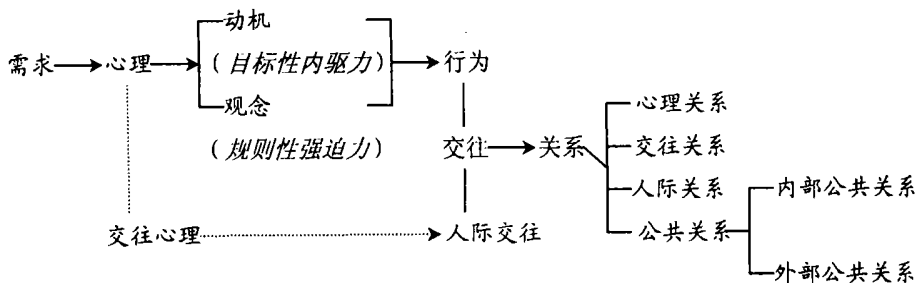 动机
需求 心理 (目标性内驱力) 行为
观念
(规则性强迫力)
心理关系
交往 关系 交往关系
人际关系
内部公共关系
交往心理 人际交往 公共关系
外部公共关系